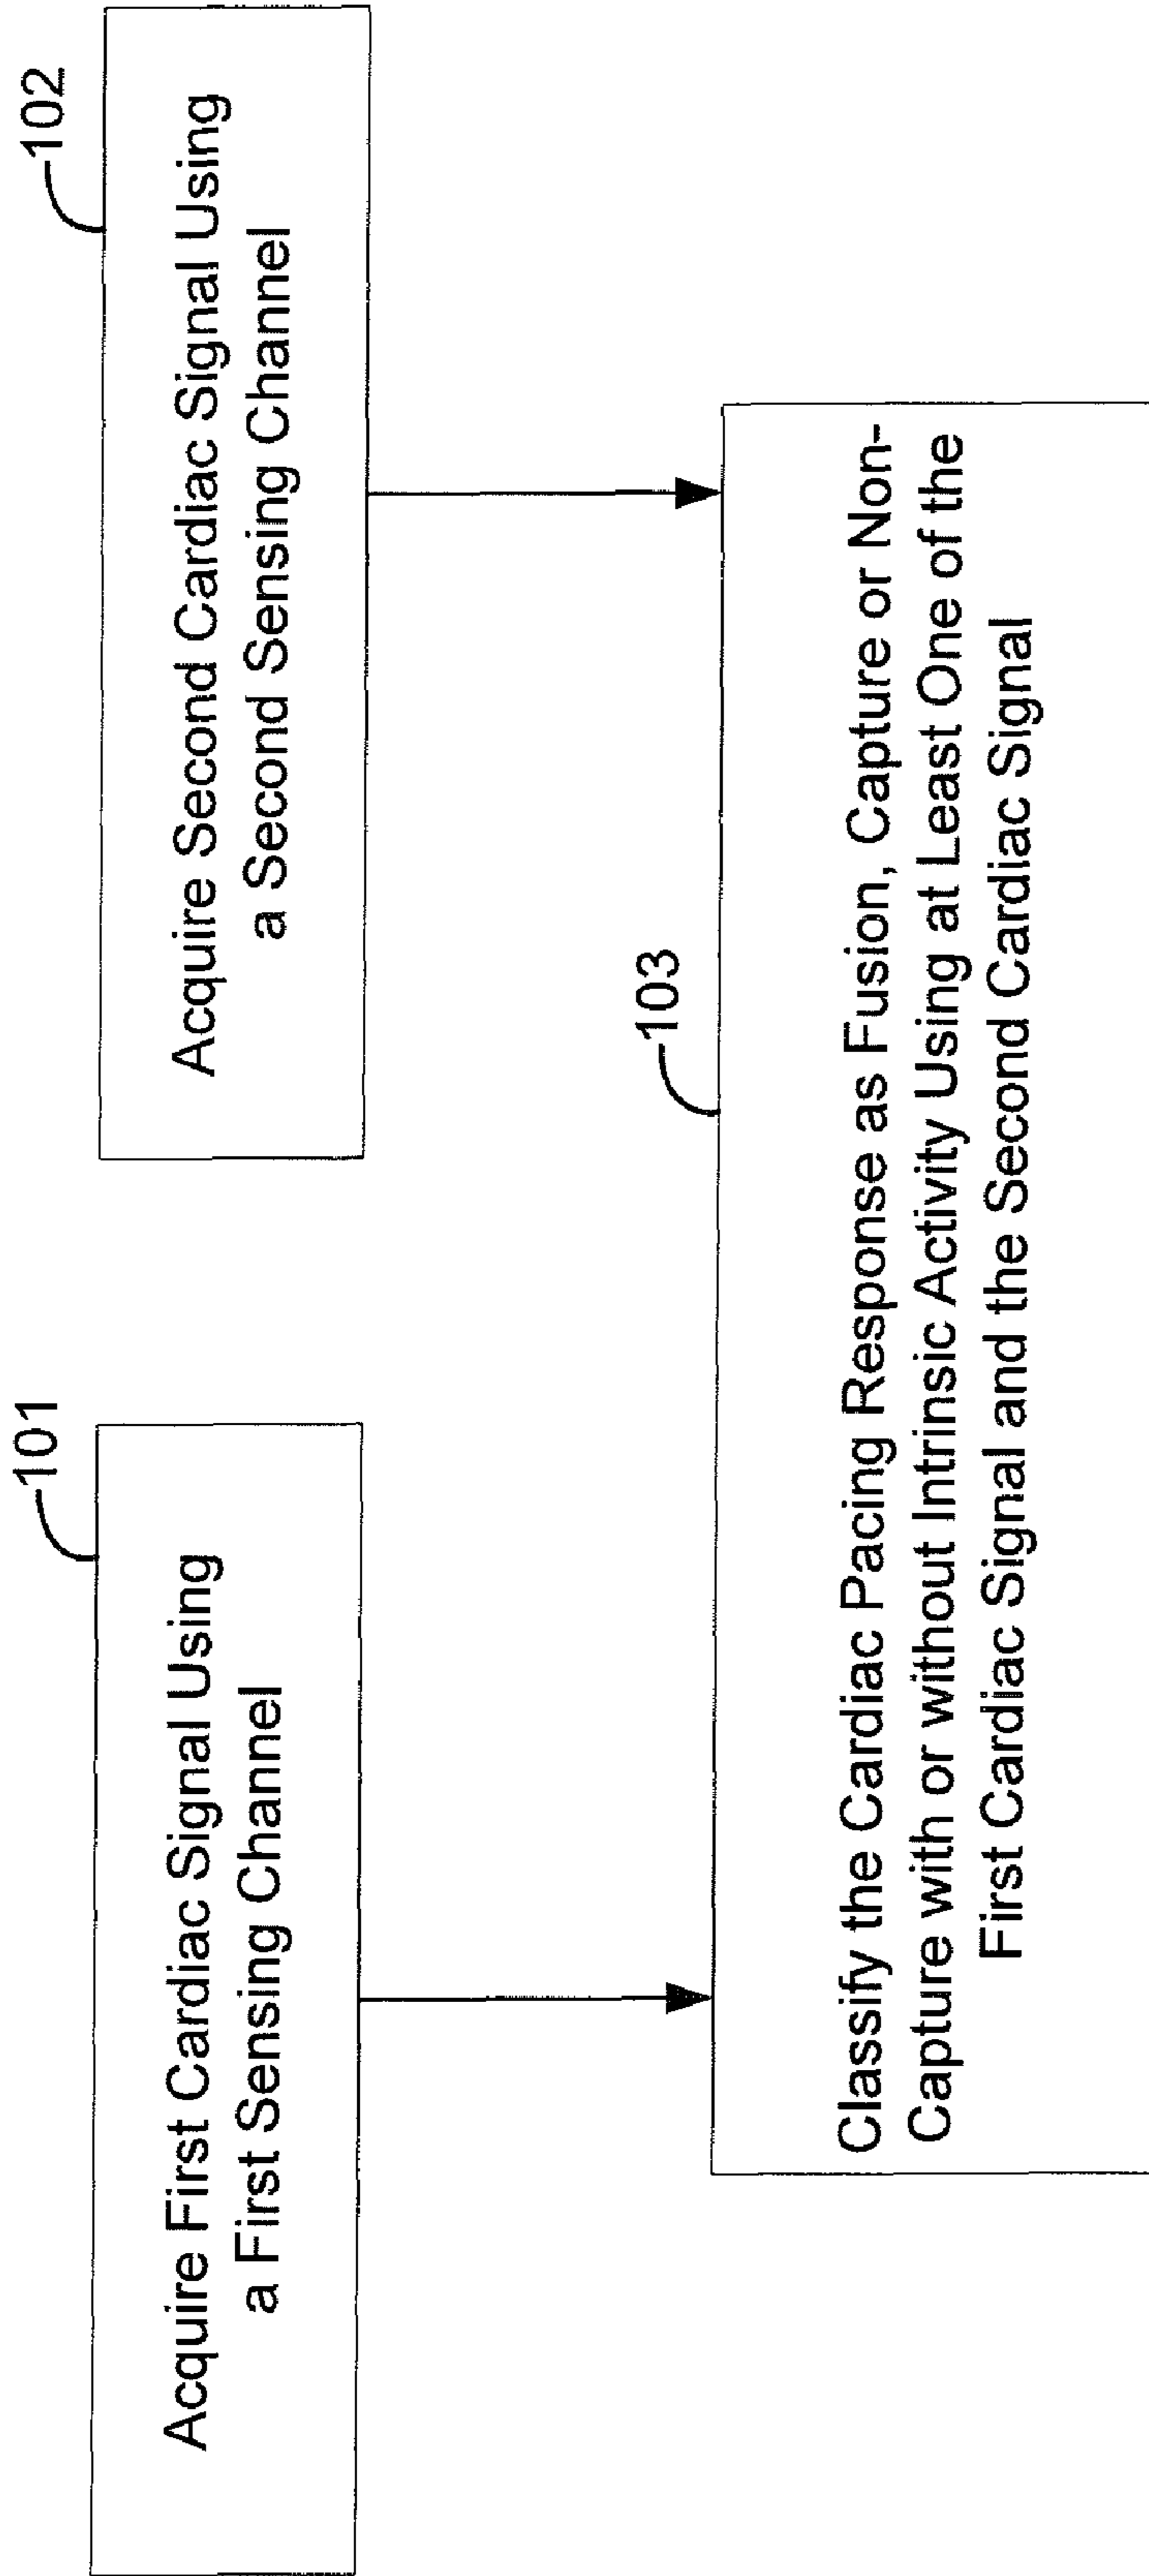 101
Acquire First Cardiac Signal Using
a First Sensing Channel
102
Acquire Second Cardiac Signal Using
a Second Sensing Channel
103
Classify the Cardiac Pacing Response as Fusion, Capture or Non-
Capture with or without Intrinsic Activity Using at Least One of the
First Cardiac Signal and the Second Cardiac Signal